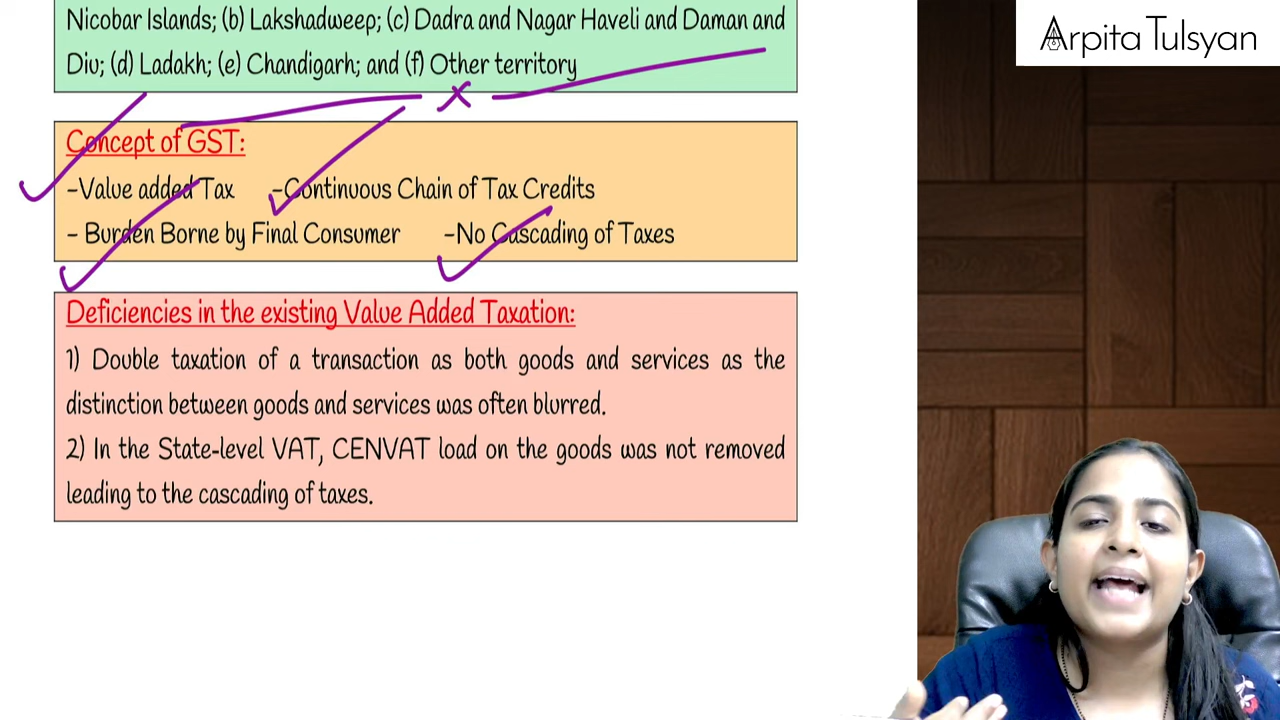 Arpita Tulsyan
Nicobar Islands; (b) Lakshadweep; (c) Dadra and Nagar Haveli and Daman and
Diu; (d) Ladakh; (e) Chandigarh; and (f) Other territory
Concept of GST:
-Value added Tax -Continuous Chain of Tax Credits
- Burden Borne by Final Consumer -No Cascading of Taxes
Deficiencies in the existing Value Added Taxation:
1) Double taxation of a transaction as both goods and services as the
distinction between goods and services was often blurred.
2) In the State-level VAT, CENVAT load on the goods was not removed
leading to the cascading of taxes.